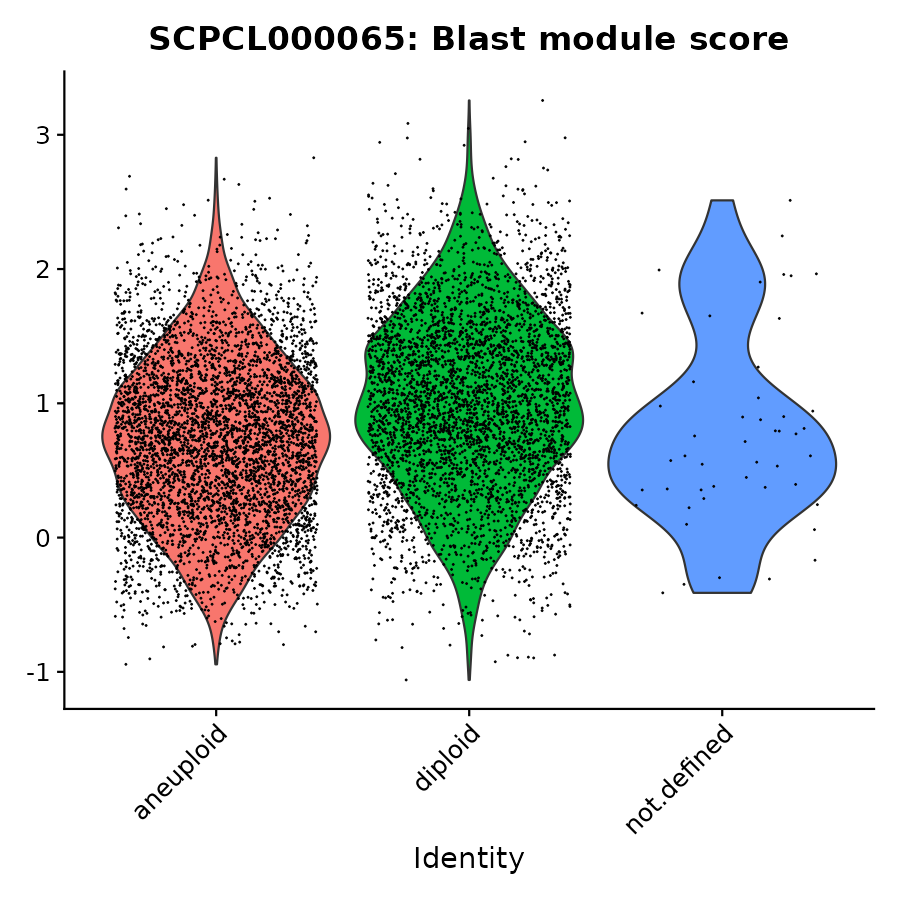 SCPCL000065: Blast module score
3
2
1
0
-1
aneuploid
diploid
not.defined
Identity